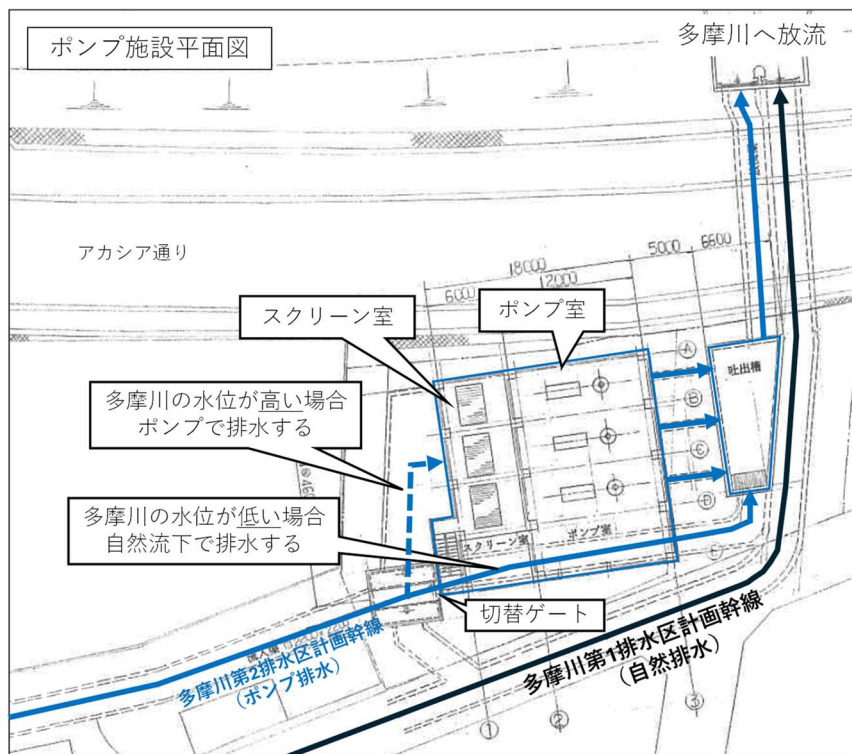 ポンプ施設平面図
多摩川へ放流
アカシア通り
18000
5000
6600
6000
12000
スクリーン室
ポンプ室
吐出槽
多摩川の水位が高い場合
ポンプで排水する
多摩川の水位が低い場合
自然流下で排水する
A
B
C
D
E
スクリーン室
ポンプ室
切替ゲート
多摩川第2排水区計画幹線
(ポンプ排水)
多摩川第1排水区計画幹線
(自然排水)
①
②
③